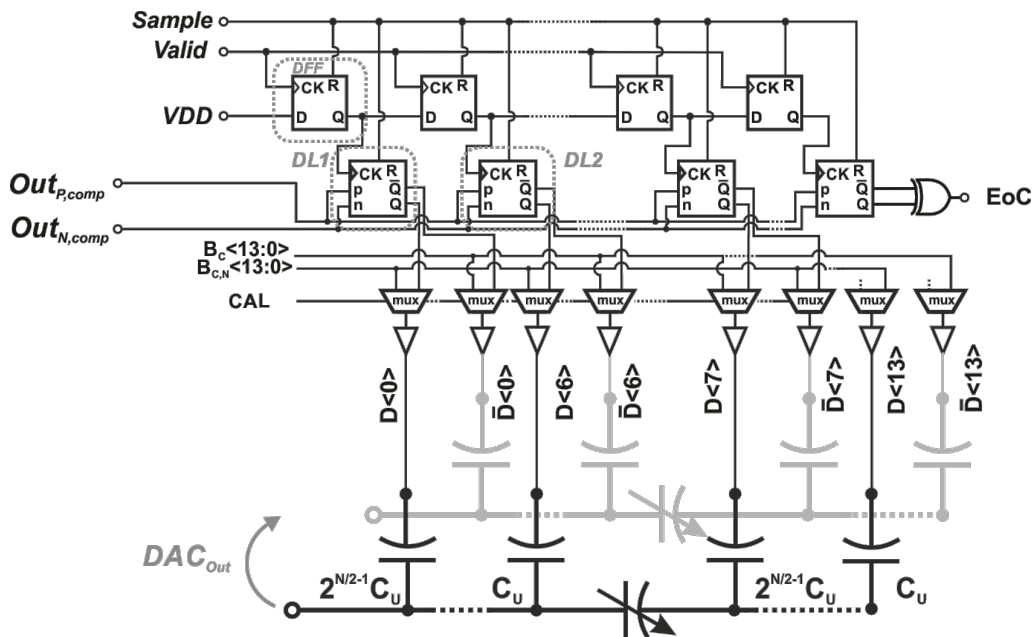 Sample
Valid
DFF
CK R CK R CK R CK R
VDD D Q D Q D Q D Q
DL1 DL2
CK R CK R CK R CK R
Out_P,comp p Q̅ p Q̅ p Q̅ p Q̅ EoC
n Q n Q n Q n Q
Out_N,comp
B_C<13:0>
B_C,N<13:0>
CAL mux mux mux mux mux mux mux mux
D<0> D̅<0> D<6> D̅<6> D<7> D̅<7> D<13> D̅<13>
DAC_Out
2^{N/2-1}C_U C_U 2^{N/2-1}C_U C_U